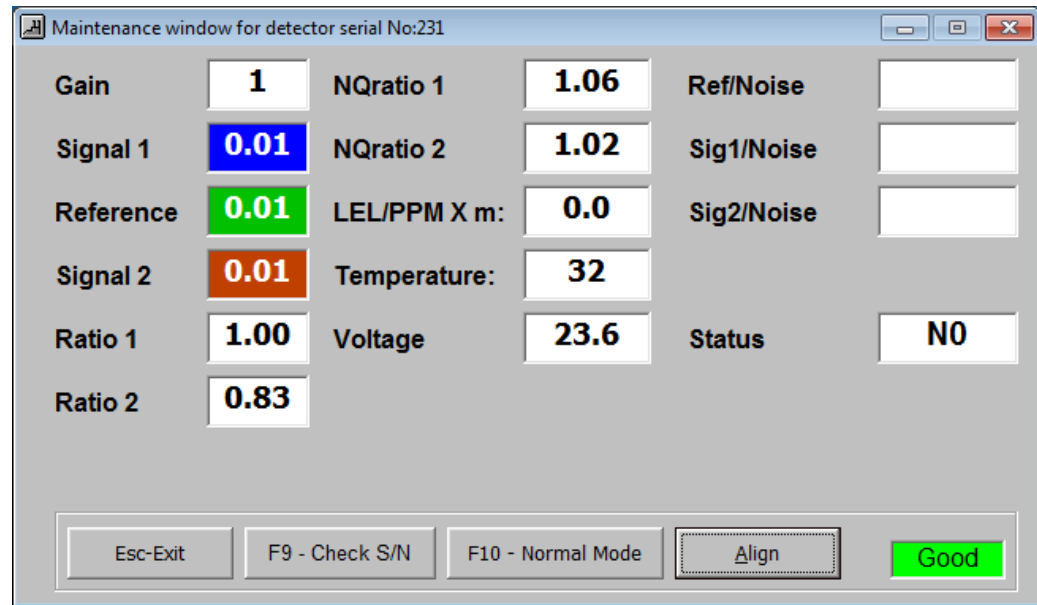 Maintenance window for detector serial No:231
Gain 1 NQratio 1 1.06 Ref/Noise
Signal 1 0.01 NQratio 2 1.02 Sig1/Noise
Reference 0.01 LEL/PPM X m: 0.0 Sig2/Noise
Signal 2 0.01 Temperature: 32
Ratio 1 1.00 Voltage 23.6 Status N0
Ratio 2 0.83
Esc-Exit F9 - Check S/N F10 - Normal Mode Align Good